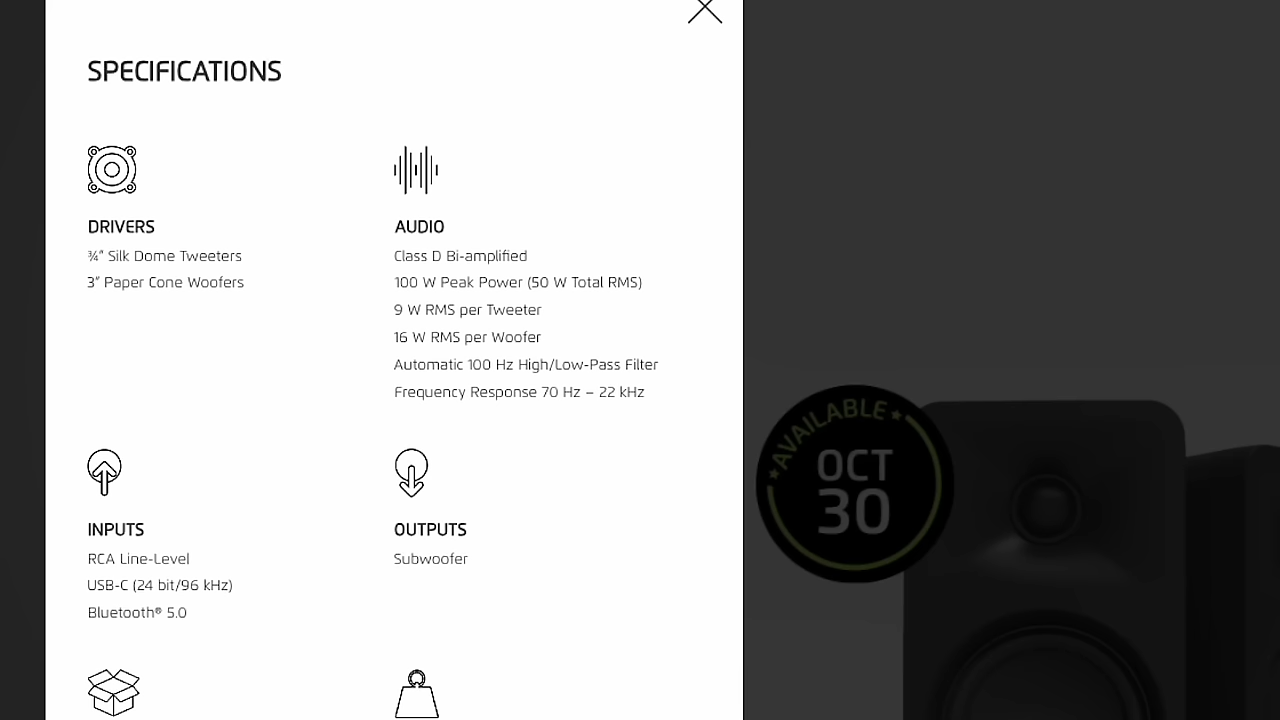 SPECIFICATIONS
DRIVERS
¾” Silk Dome Tweeters
3” Paper Cone Woofers
AUDIO
Class D Bi-amplified
100 W Peak Power (50 W Total RMS)
9 W RMS per Tweeter
16 W RMS per Woofer
Automatic 100 Hz High/Low-Pass Filter
Frequency Response 70 Hz – 22 kHz
INPUTS
RCA Line-Level
USB-C (24 bit/96 kHz)
Bluetooth® 5.0
OUTPUTS
Subwoofer
AVAILABLE
OCT
30